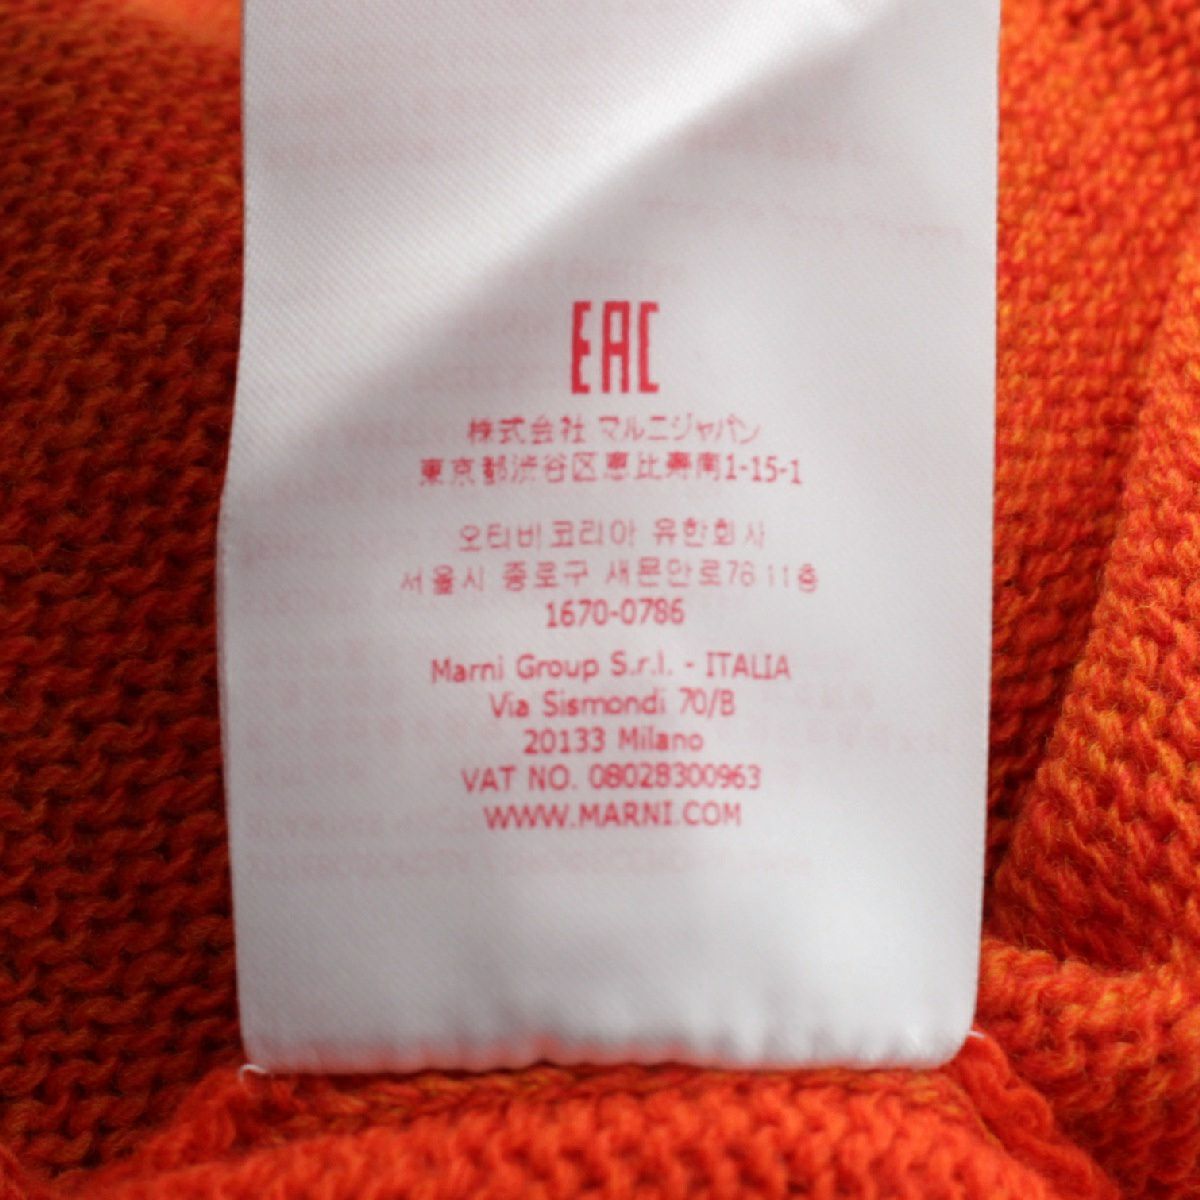 EAC
株式会社 マルニジャパン
東京都渋谷区恵比寿南1-15-1
오티비코리아 유한회사
서울시 종로구 새문안로76 11층
1670-0786
Marni Group S.r.l. - ITALIA
Via Sismondi 70/B
20133 Milano
VAT NO. 08028300963
WWW.MARNI.COM